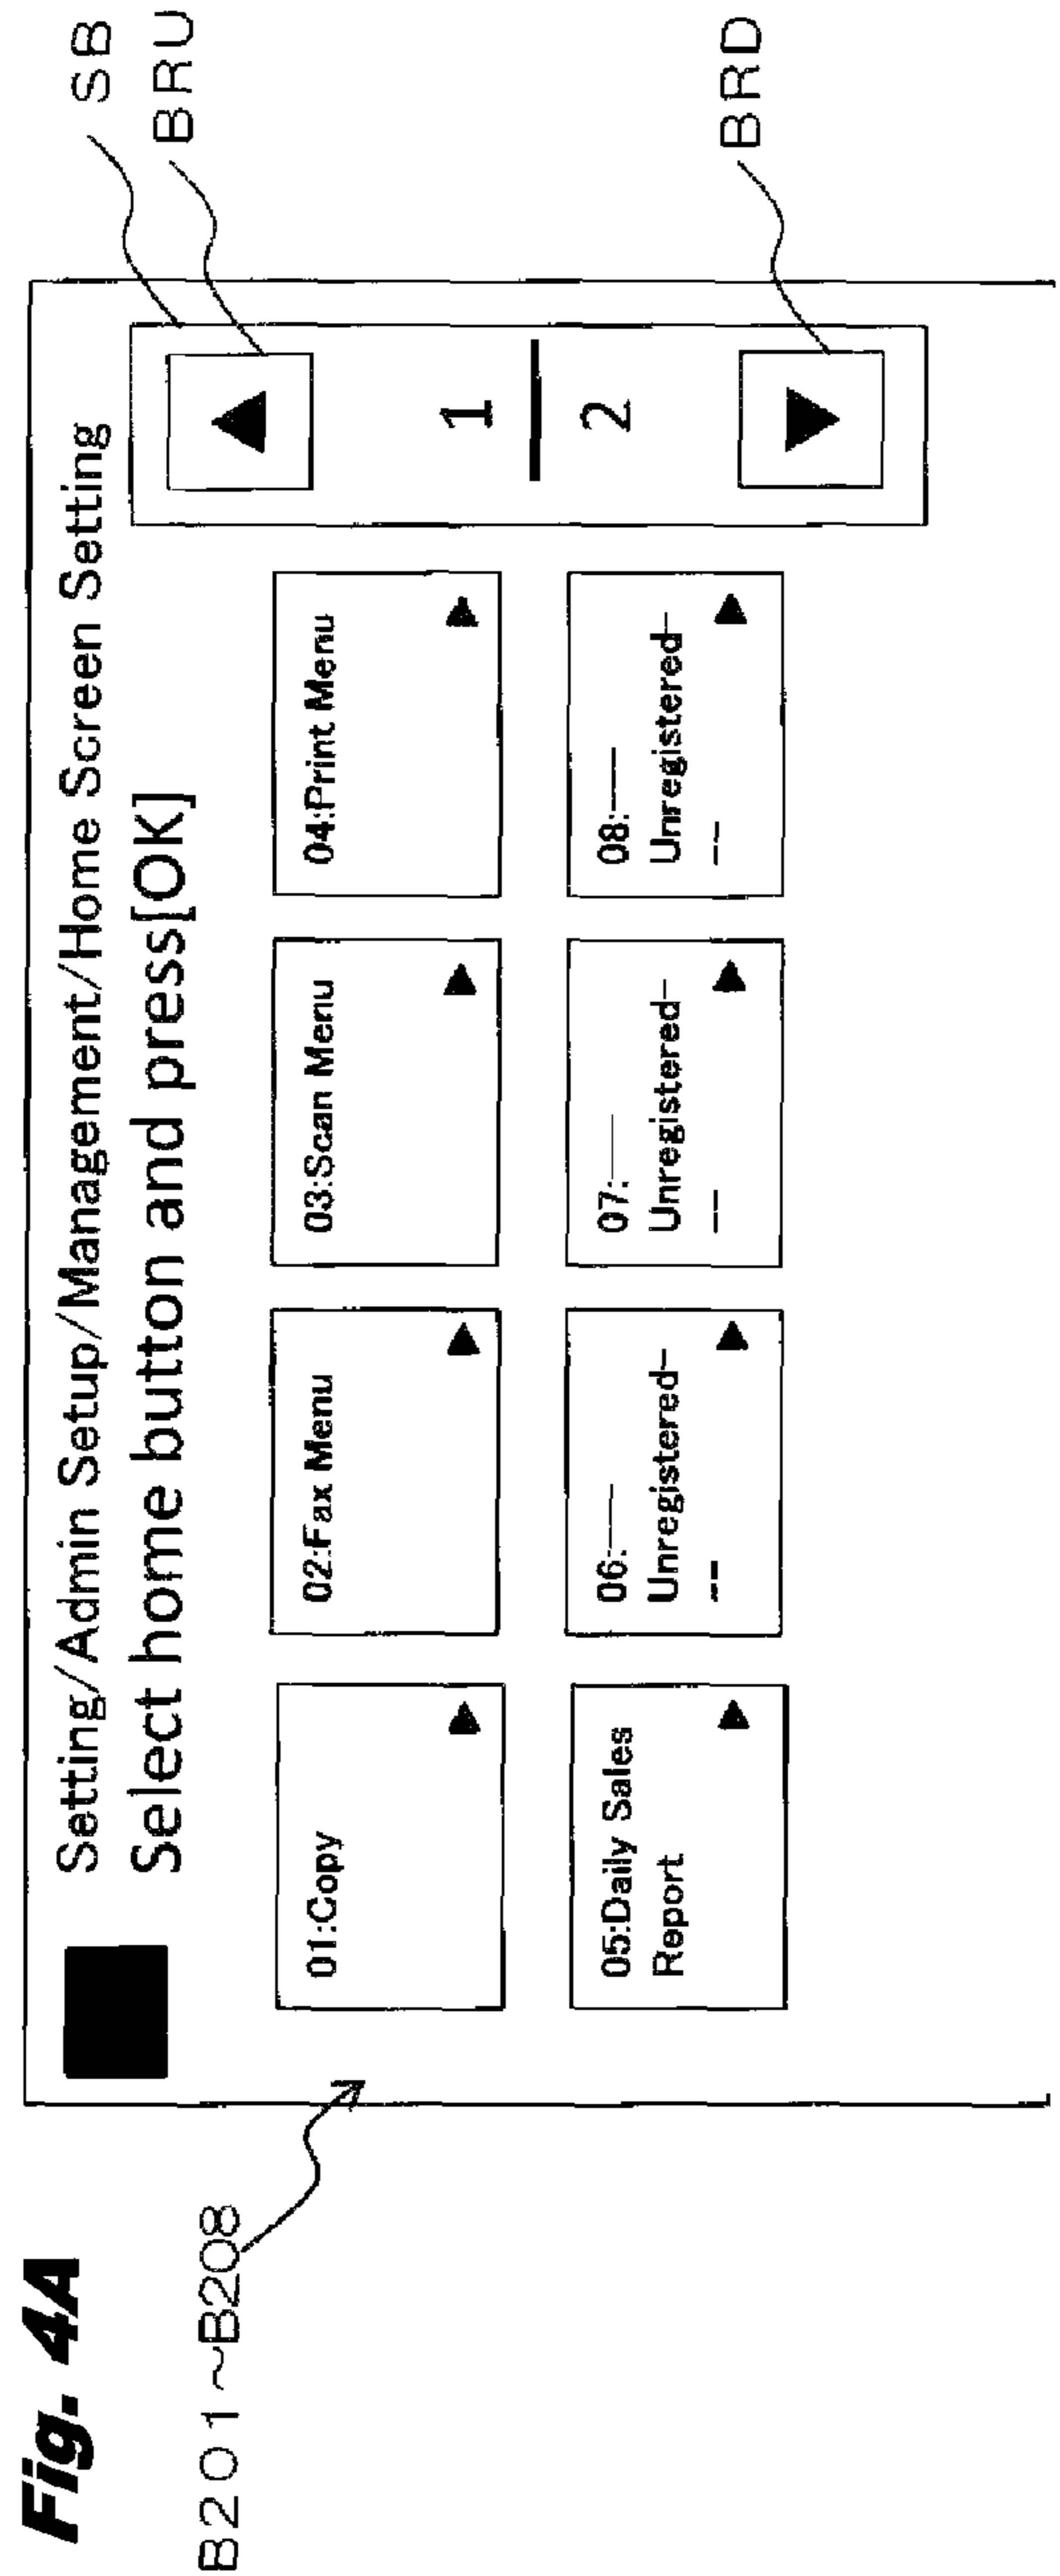 Fig. 4A
B201~B208
Setting/Admin Setup/Management/Home Screen Setting
Select home button and press[OK]
SB
BRU
01:Copy
02:Fax Menu
03:Scan Menu
04:Print Menu
1
2
05:Daily Sales
Report
06:——
Unregistered–
--
07:——
Unregistered–
--
08:——
Unregistered–
--
BRD